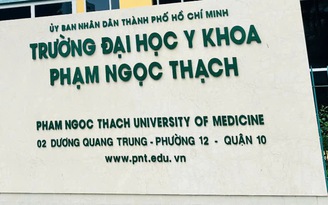 ỦY BAN NHÂN DÂN THÀNH PHỐ HỒ CHÍ MINH
TRƯỜNG ĐẠI HỌC Y KHOA
PHẠM NGỌC THẠCH
PHAM NGOC THACH UNIVERSITY OF MEDICINE
02 DƯƠNG QUANG TRUNG - PHƯỜNG 12 - QUẬN 10
www.pnt.edu.vn